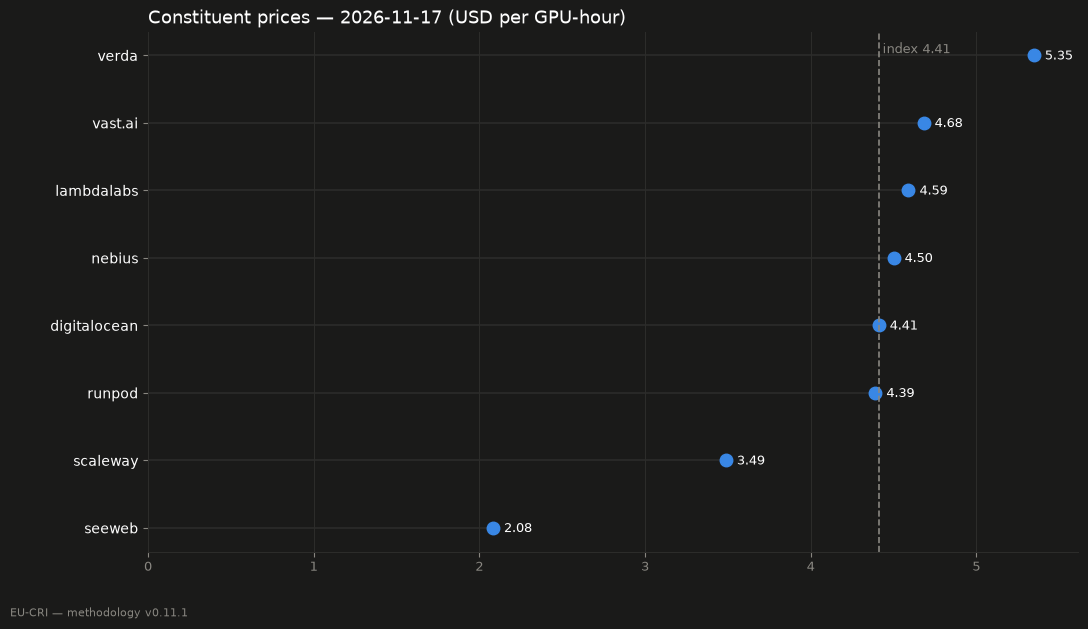 Constituent prices — 2026-11-17 (USD per GPU-hour)
index 4.41
verda 5.35
vast.ai 4.68
lambdalabs 4.59
nebius 4.50
digitalocean 4.41
runpod 4.39
scaleway 3.49
seeweb 2.08
0 1 2 3 4 5
EU-CRI — methodology v0.11.1